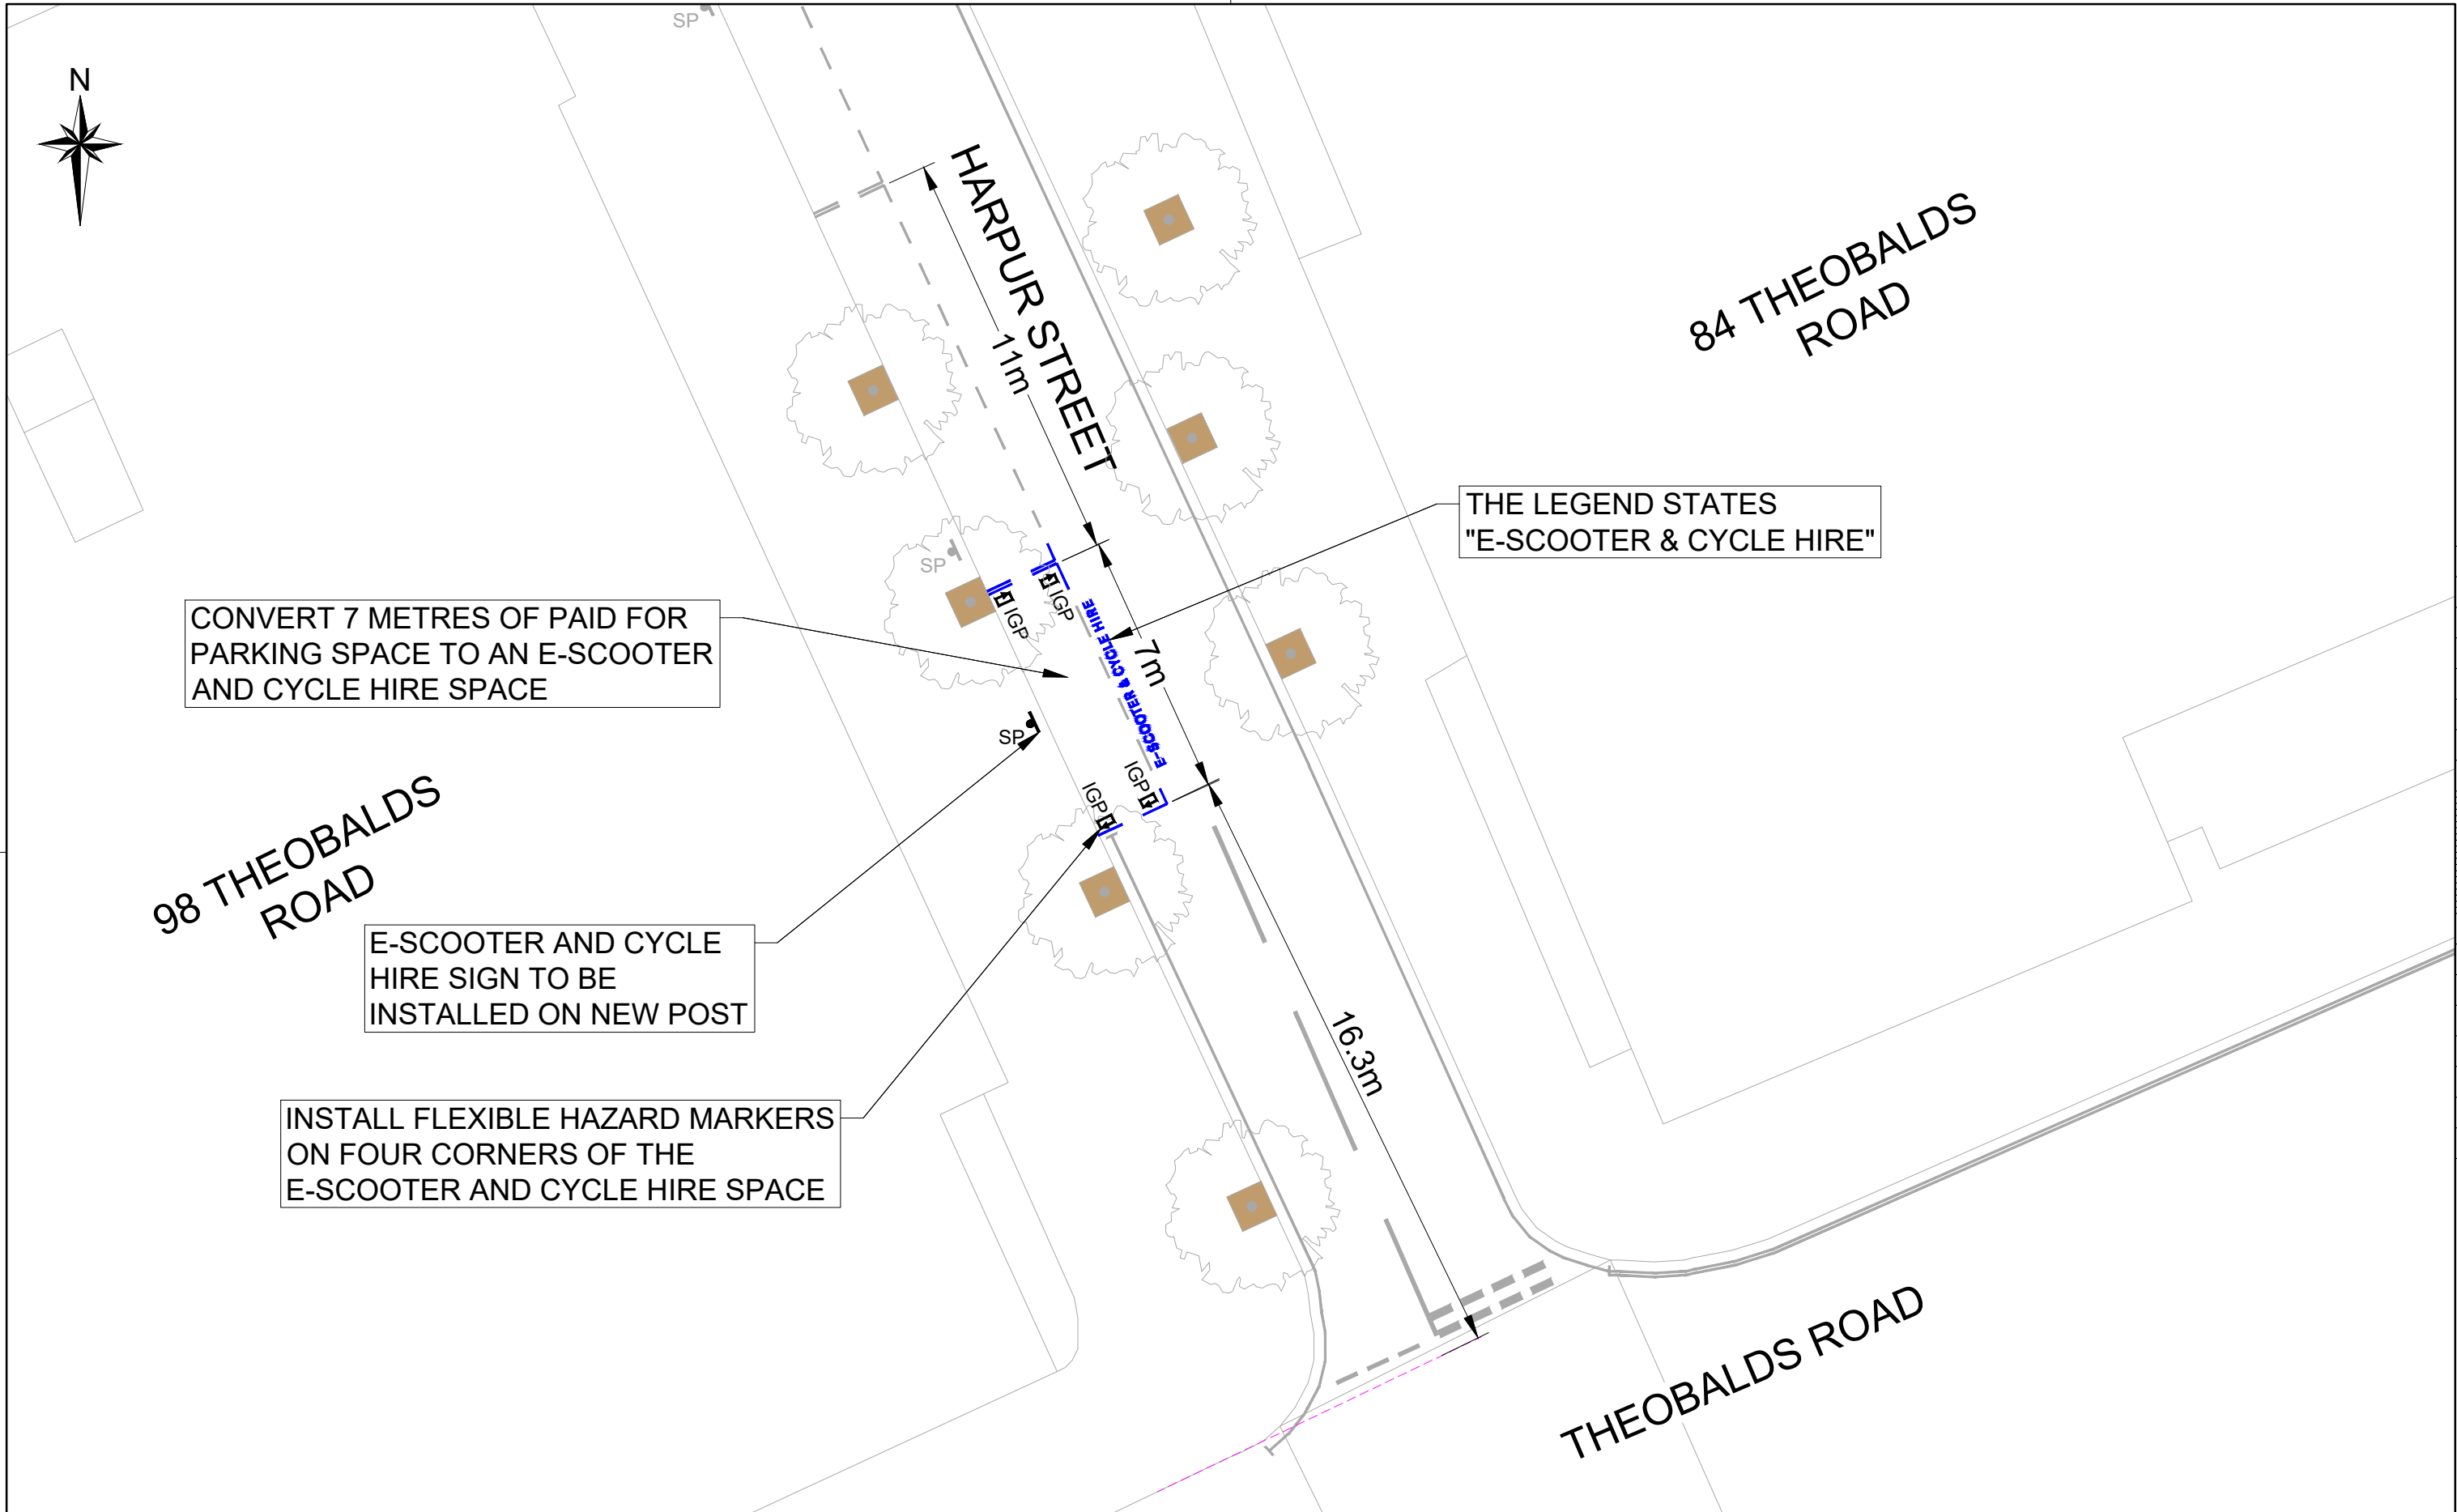 SP
N
HARPUR STREET
11m
84 THEOBALDS
ROAD
THE LEGEND STATES
"E-SCOOTER & CYCLE HIRE"
SP
IGP
IGP
E-SCOOTER & CYCLE HIRE
7m
CONVERT 7 METRES OF PAID FOR
PARKING SPACE TO AN E-SCOOTER
AND CYCLE HIRE SPACE
SP
IGP
IGP
98 THEOBALDS
ROAD
E-SCOOTER AND CYCLE
HIRE SIGN TO BE
INSTALLED ON NEW POST
16.3m
INSTALL FLEXIBLE HAZARD MARKERS
ON FOUR CORNERS OF THE
E-SCOOTER AND CYCLE HIRE SPACE
THEOBALDS ROAD